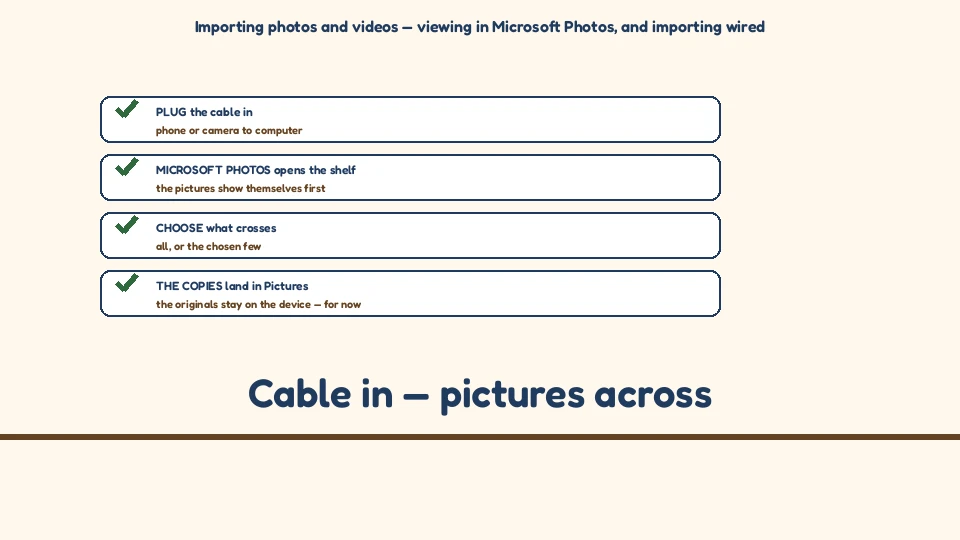 Importing photos and videos — viewing in Microsoft Photos, and importing wired
PLUG the cable in
phone or camera to computer
MICROSOFT PHOTOS opens the shelf
the pictures show themselves first
CHOOSE what crosses
all, or the chosen few
THE COPIES land in Pictures
the originals stay on the device — for now
Cable in — pictures across